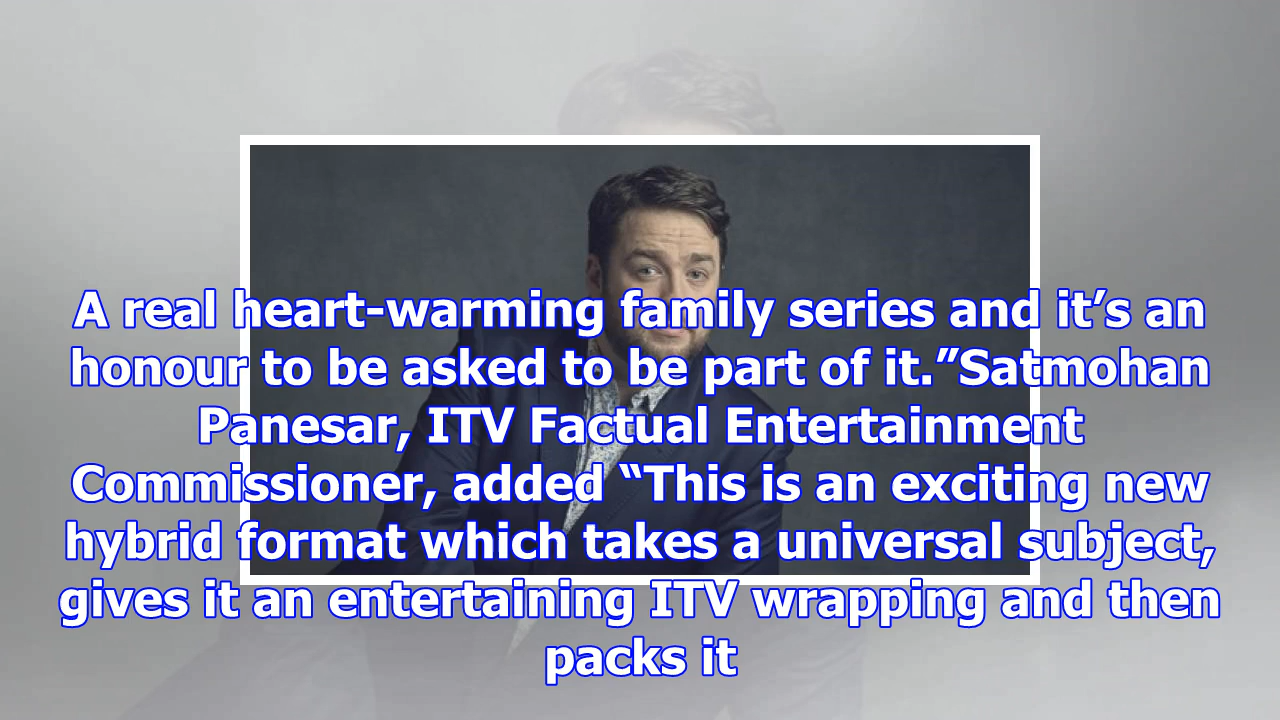 A real heart-warming family series and it’s an
honour to be asked to be part of it.”Satmohan
Panesar, ITV Factual Entertainment
Commissioner, added “This is an exciting new
hybrid format which takes a universal subject,
gives it an entertaining ITV wrapping and then
packs it